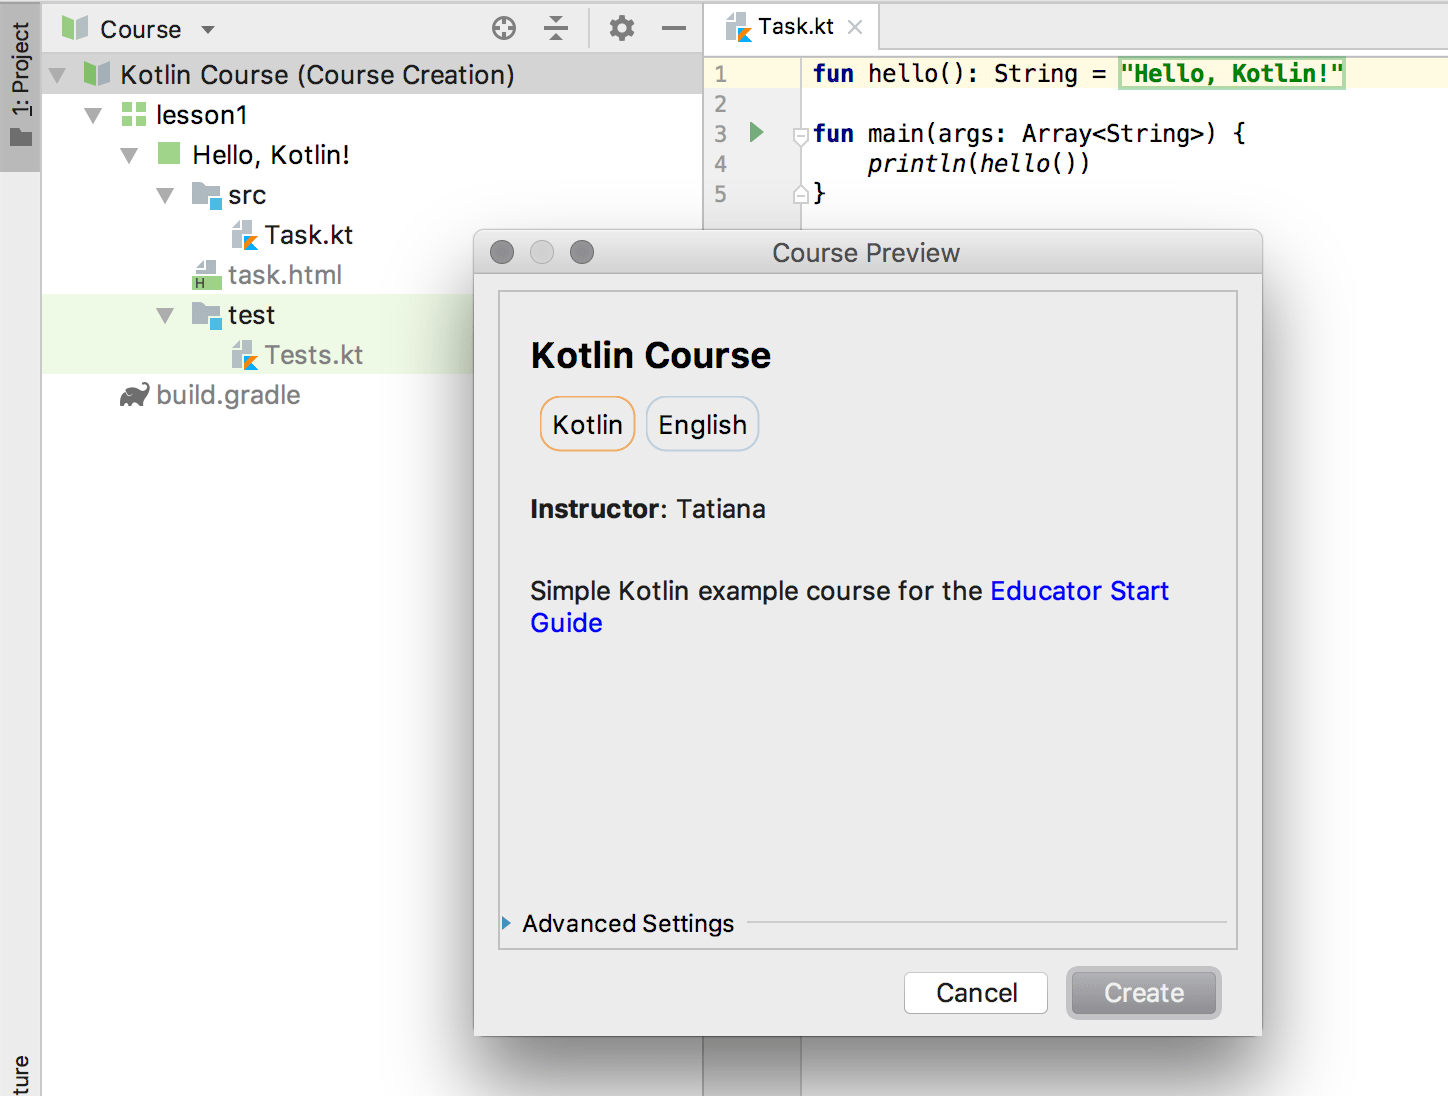 1: Project
Course
Kotlin Course (Course Creation)
lesson1
Hello, Kotlin!
src
Task.kt
H
task.html
test
Tests.kt
build.gradle
Task.kt
1 fun hello(): String = "Hello, Kotlin!"
2
3 fun main(args: Array<String>) {
4 println(hello())
5 }
Course Preview
Kotlin Course
Kotlin English
Instructor: Tatiana
Simple Kotlin example course for the Educator Start
Guide
Advanced Settings
Cancel Create
ture